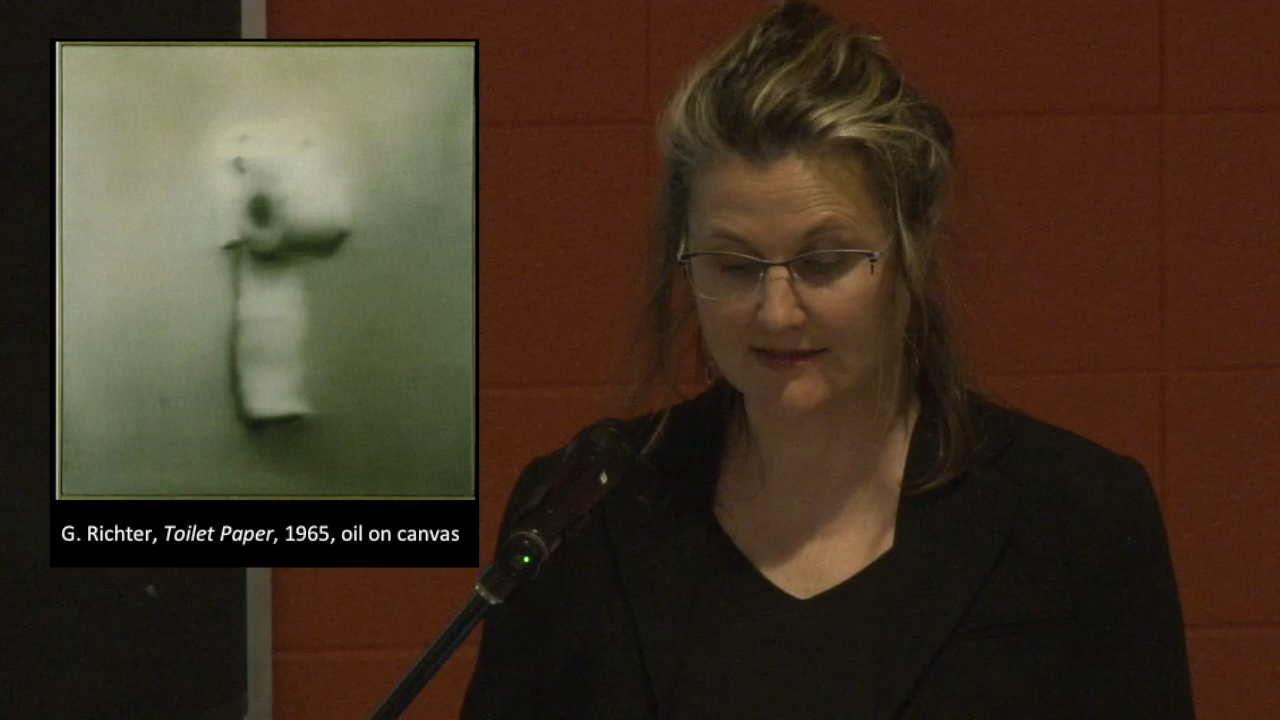 G. Richter, Toilet Paper, 1965, oil on canvas